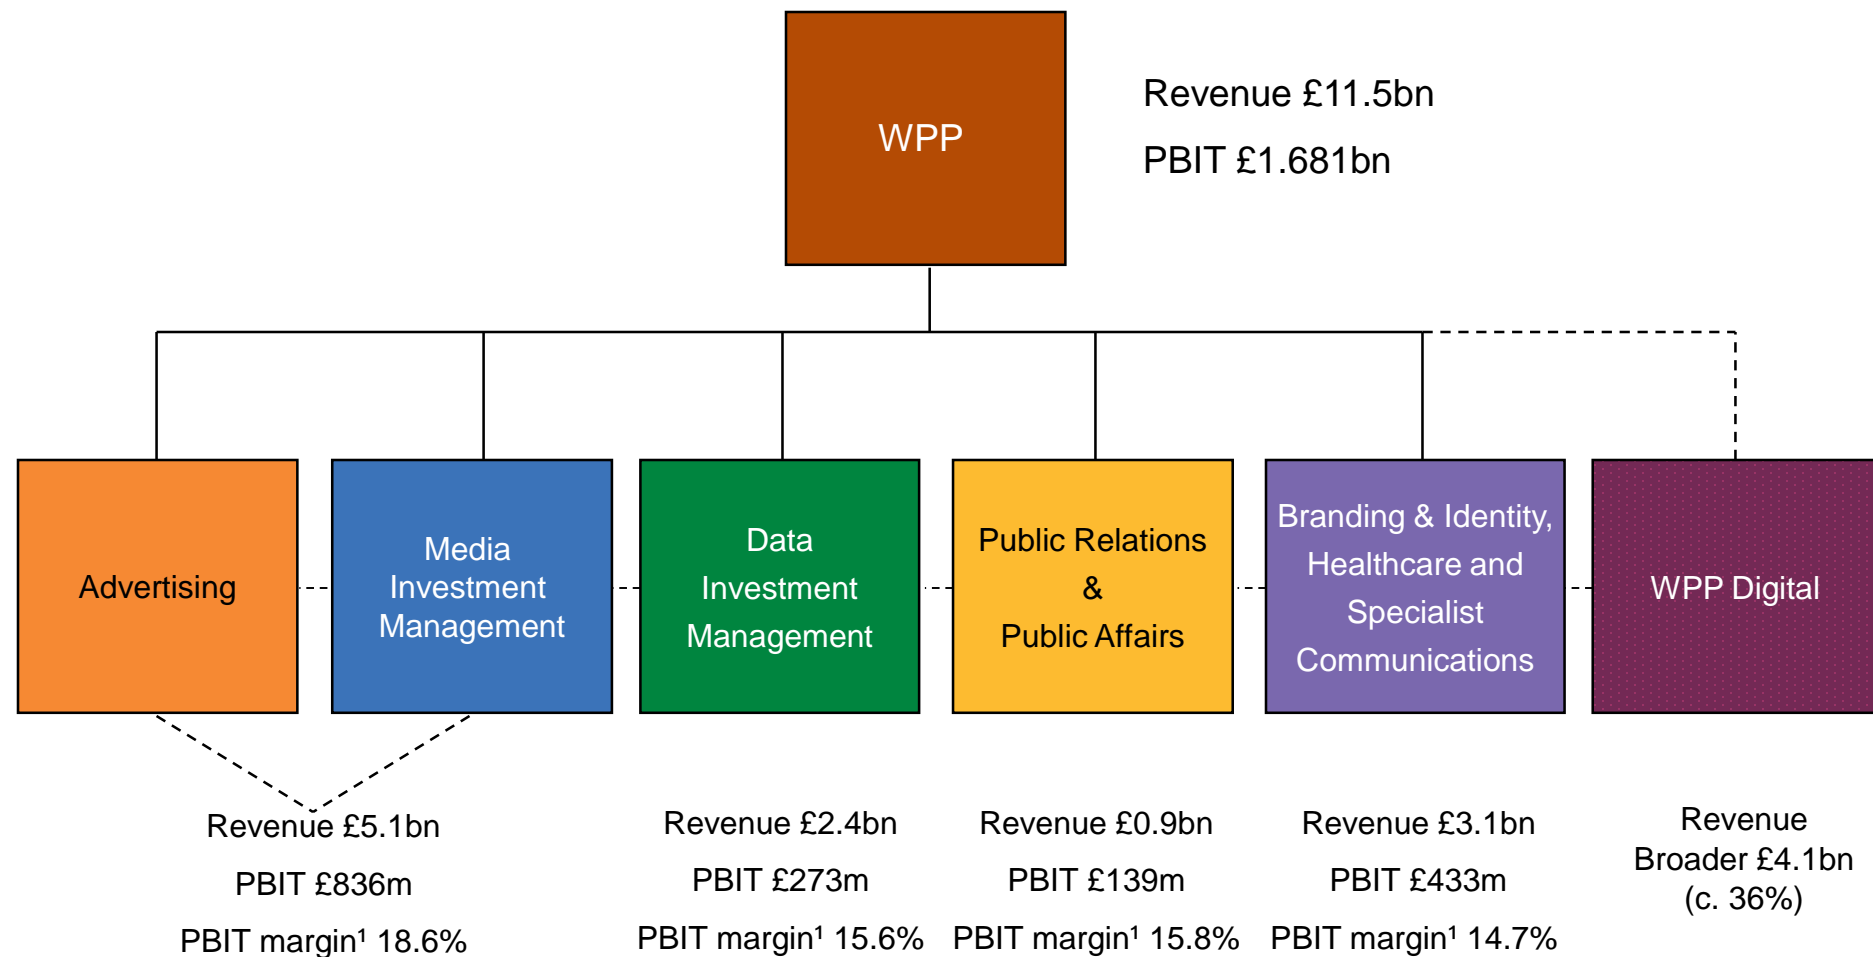 WPP
Revenue £11.5bn
PBIT £1.681bn
Advertising
Media
Investment
Management
Data
Investment
Management
Public Relations
&
Public Affairs
Branding & Identity,
Healthcare and
Specialist
Communications
WPP Digital
Revenue £5.1bn
PBIT £836m
PBIT margin¹ 18.6%
Revenue £2.4bn
PBIT £273m
PBIT margin¹ 15.6%
Revenue £0.9bn
PBIT £139m
PBIT margin¹ 15.8%
Revenue £3.1bn
PBIT £433m
PBIT margin¹ 14.7%
Revenue
Broader £4.1bn
(c. 36%)